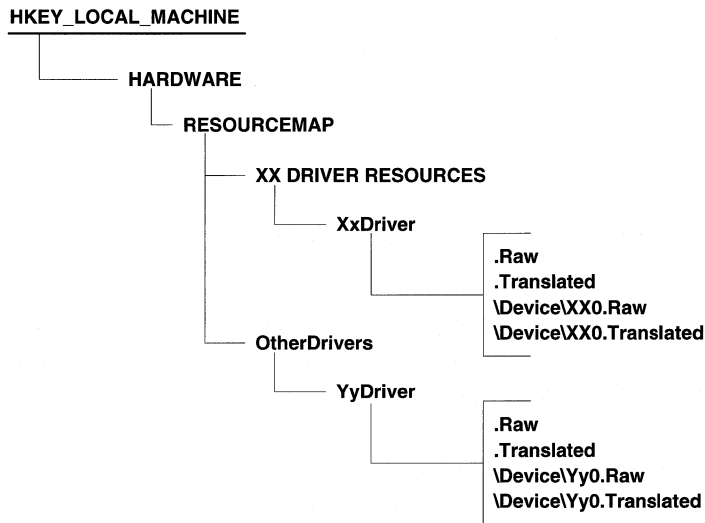 HKEY_LOCAL_MACHINE
HARDWARE
RESOURCEMAP
XX DRIVER RESOURCES
XxDriver
.Raw
.Translated
\Device\XX0.Raw
\Device\XX0.Translated
OtherDrivers
YyDriver
.Raw
.Translated
\Device\Yy0.Raw
\Device\Yy0.Translated